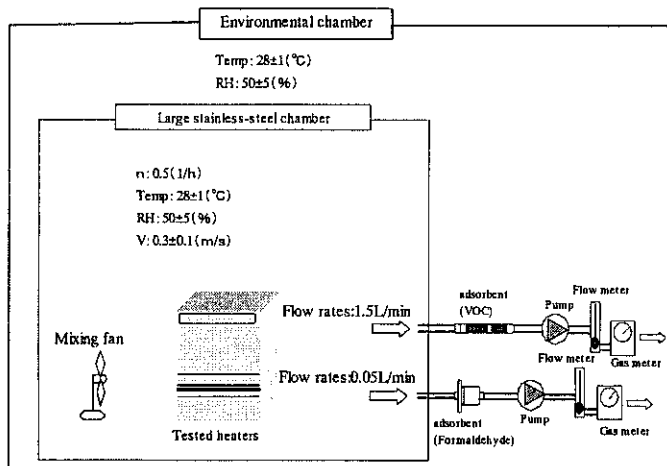 Environmental chamber
Temp: 28±1(℃)
RH: 50±5(%)
Large stainless-steel chamber
n: 0.5(1/h)
Temp: 28±1(℃)
RH: 50±5(%)
V: 0.3±0.1(m/s)
Flow rates:1.5L/min
adsorbent
(VOC)
Pump
Flow meter
Gas meter
Mixing fan
Flow rates:0.05L/min
Flow meter
adsorbent
(Formaldehyde)
Pump
Gas meter
Tested heaters